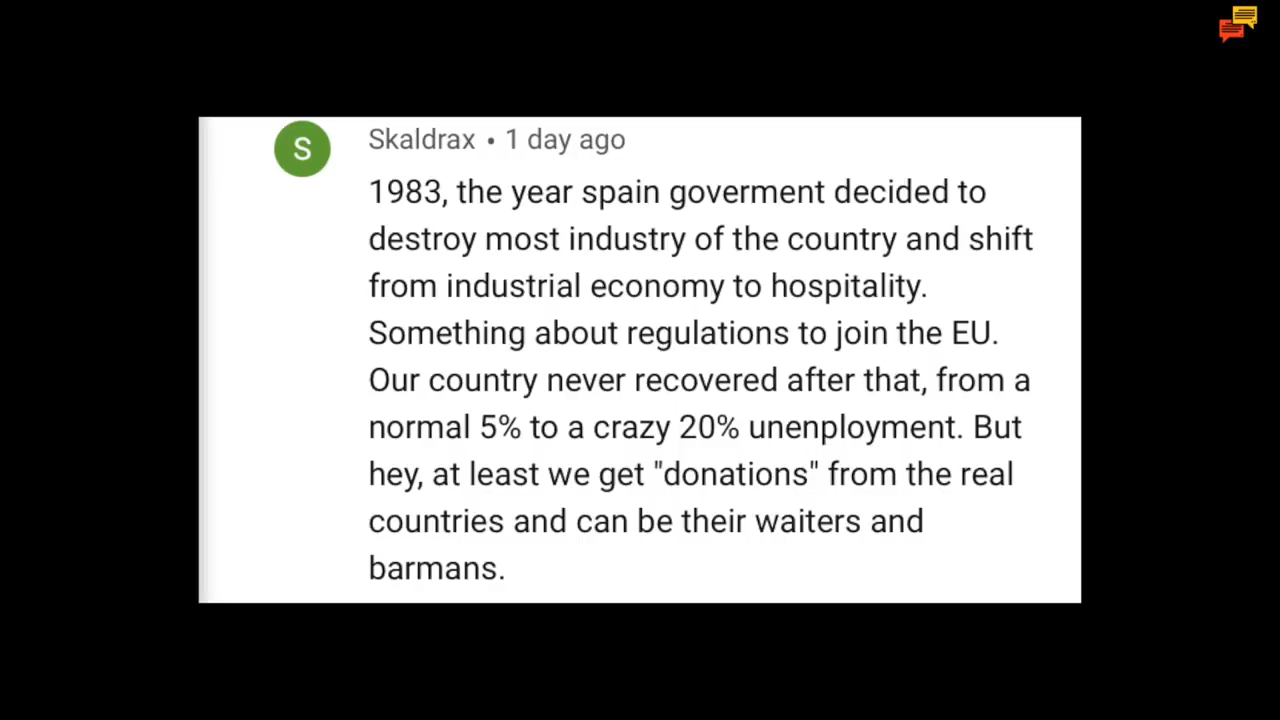 S
Skaldrax • 1 day ago
1983, the year spain goverment decided to
destroy most industry of the country and shift
from industrial economy to hospitality.
Something about regulations to join the EU.
Our country never recovered after that, from a
normal 5% to a crazy 20% unenployment. But
hey, at least we get "donations" from the real
countries and can be their waiters and
barmans.